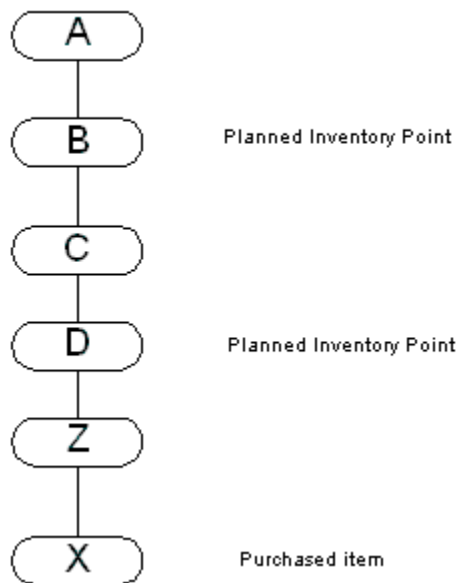 A
B Planned Inventory Point
C
D Planned Inventory Point
Z
X Purchased item